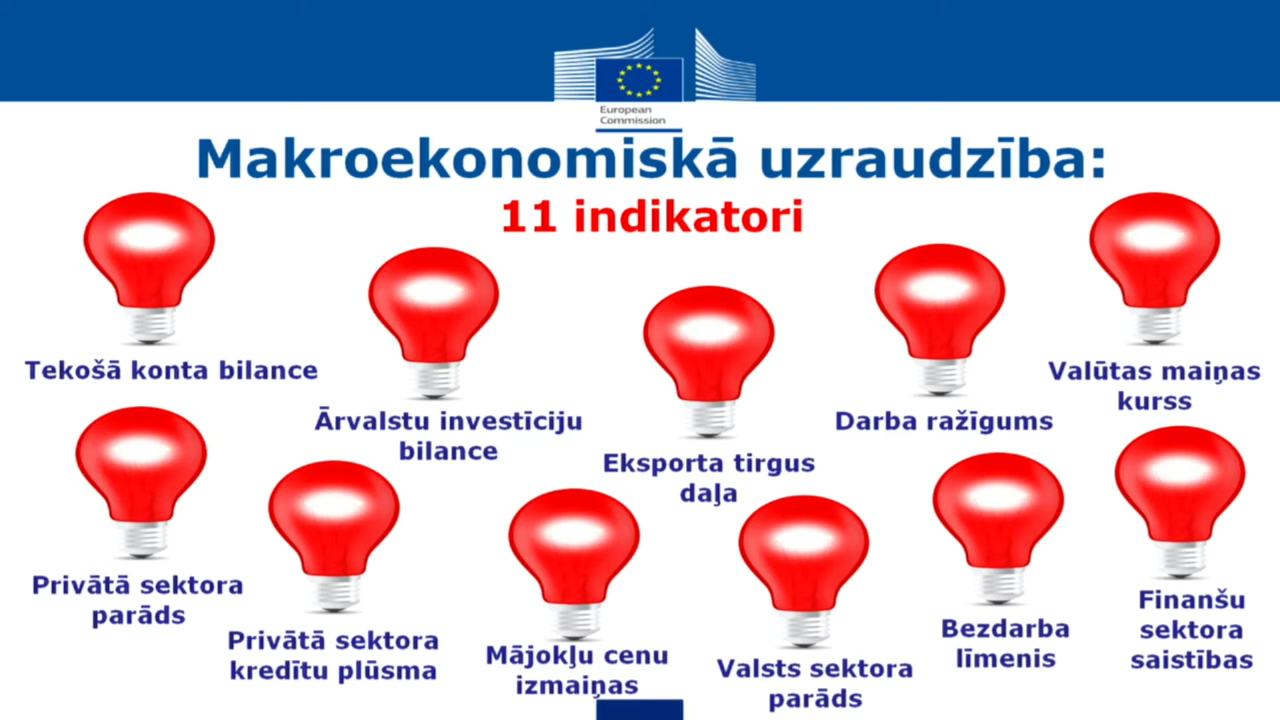 European
Commission
Makroekonomiskā uzraudzība:
11 indikatori
Tekošā konta bilance
Ārvalstu investīciju
bilance
Eksporta tirgus
daļa
Darba ražīgums
Valūtas maiņas
kurss
Privātā sektora
parāds
Privātā sektora
kredītu plūsma
Mājokļu cenu
izmaiņas
Valsts sektora
parāds
Bezdarba
līmenis
Finanšu
sektora
saistības